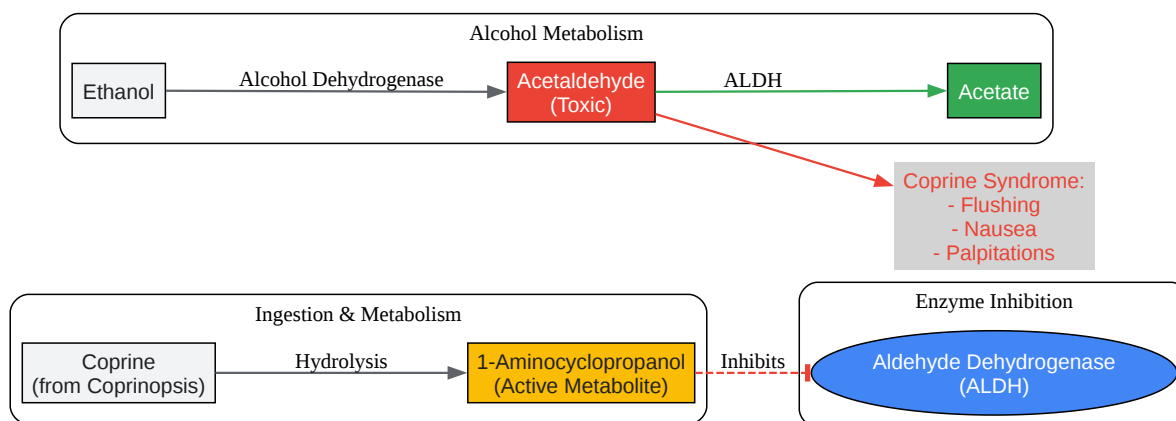 Alcohol Metabolism
Ethanol
Alcohol Dehydrogenase
Acetaldehyde
(Toxic)
ALDH
Acetate
Coprine Syndrome:
- Flushing
- Nausea
- Palpitations
Ingestion & Metabolism
Coprine
(from Coprinopsis)
Hydrolysis
1-Aminocyclopropanol
(Active Metabolite)
Inhibits
Enzyme Inhibition
Aldehyde Dehydrogenase
(ALDH)